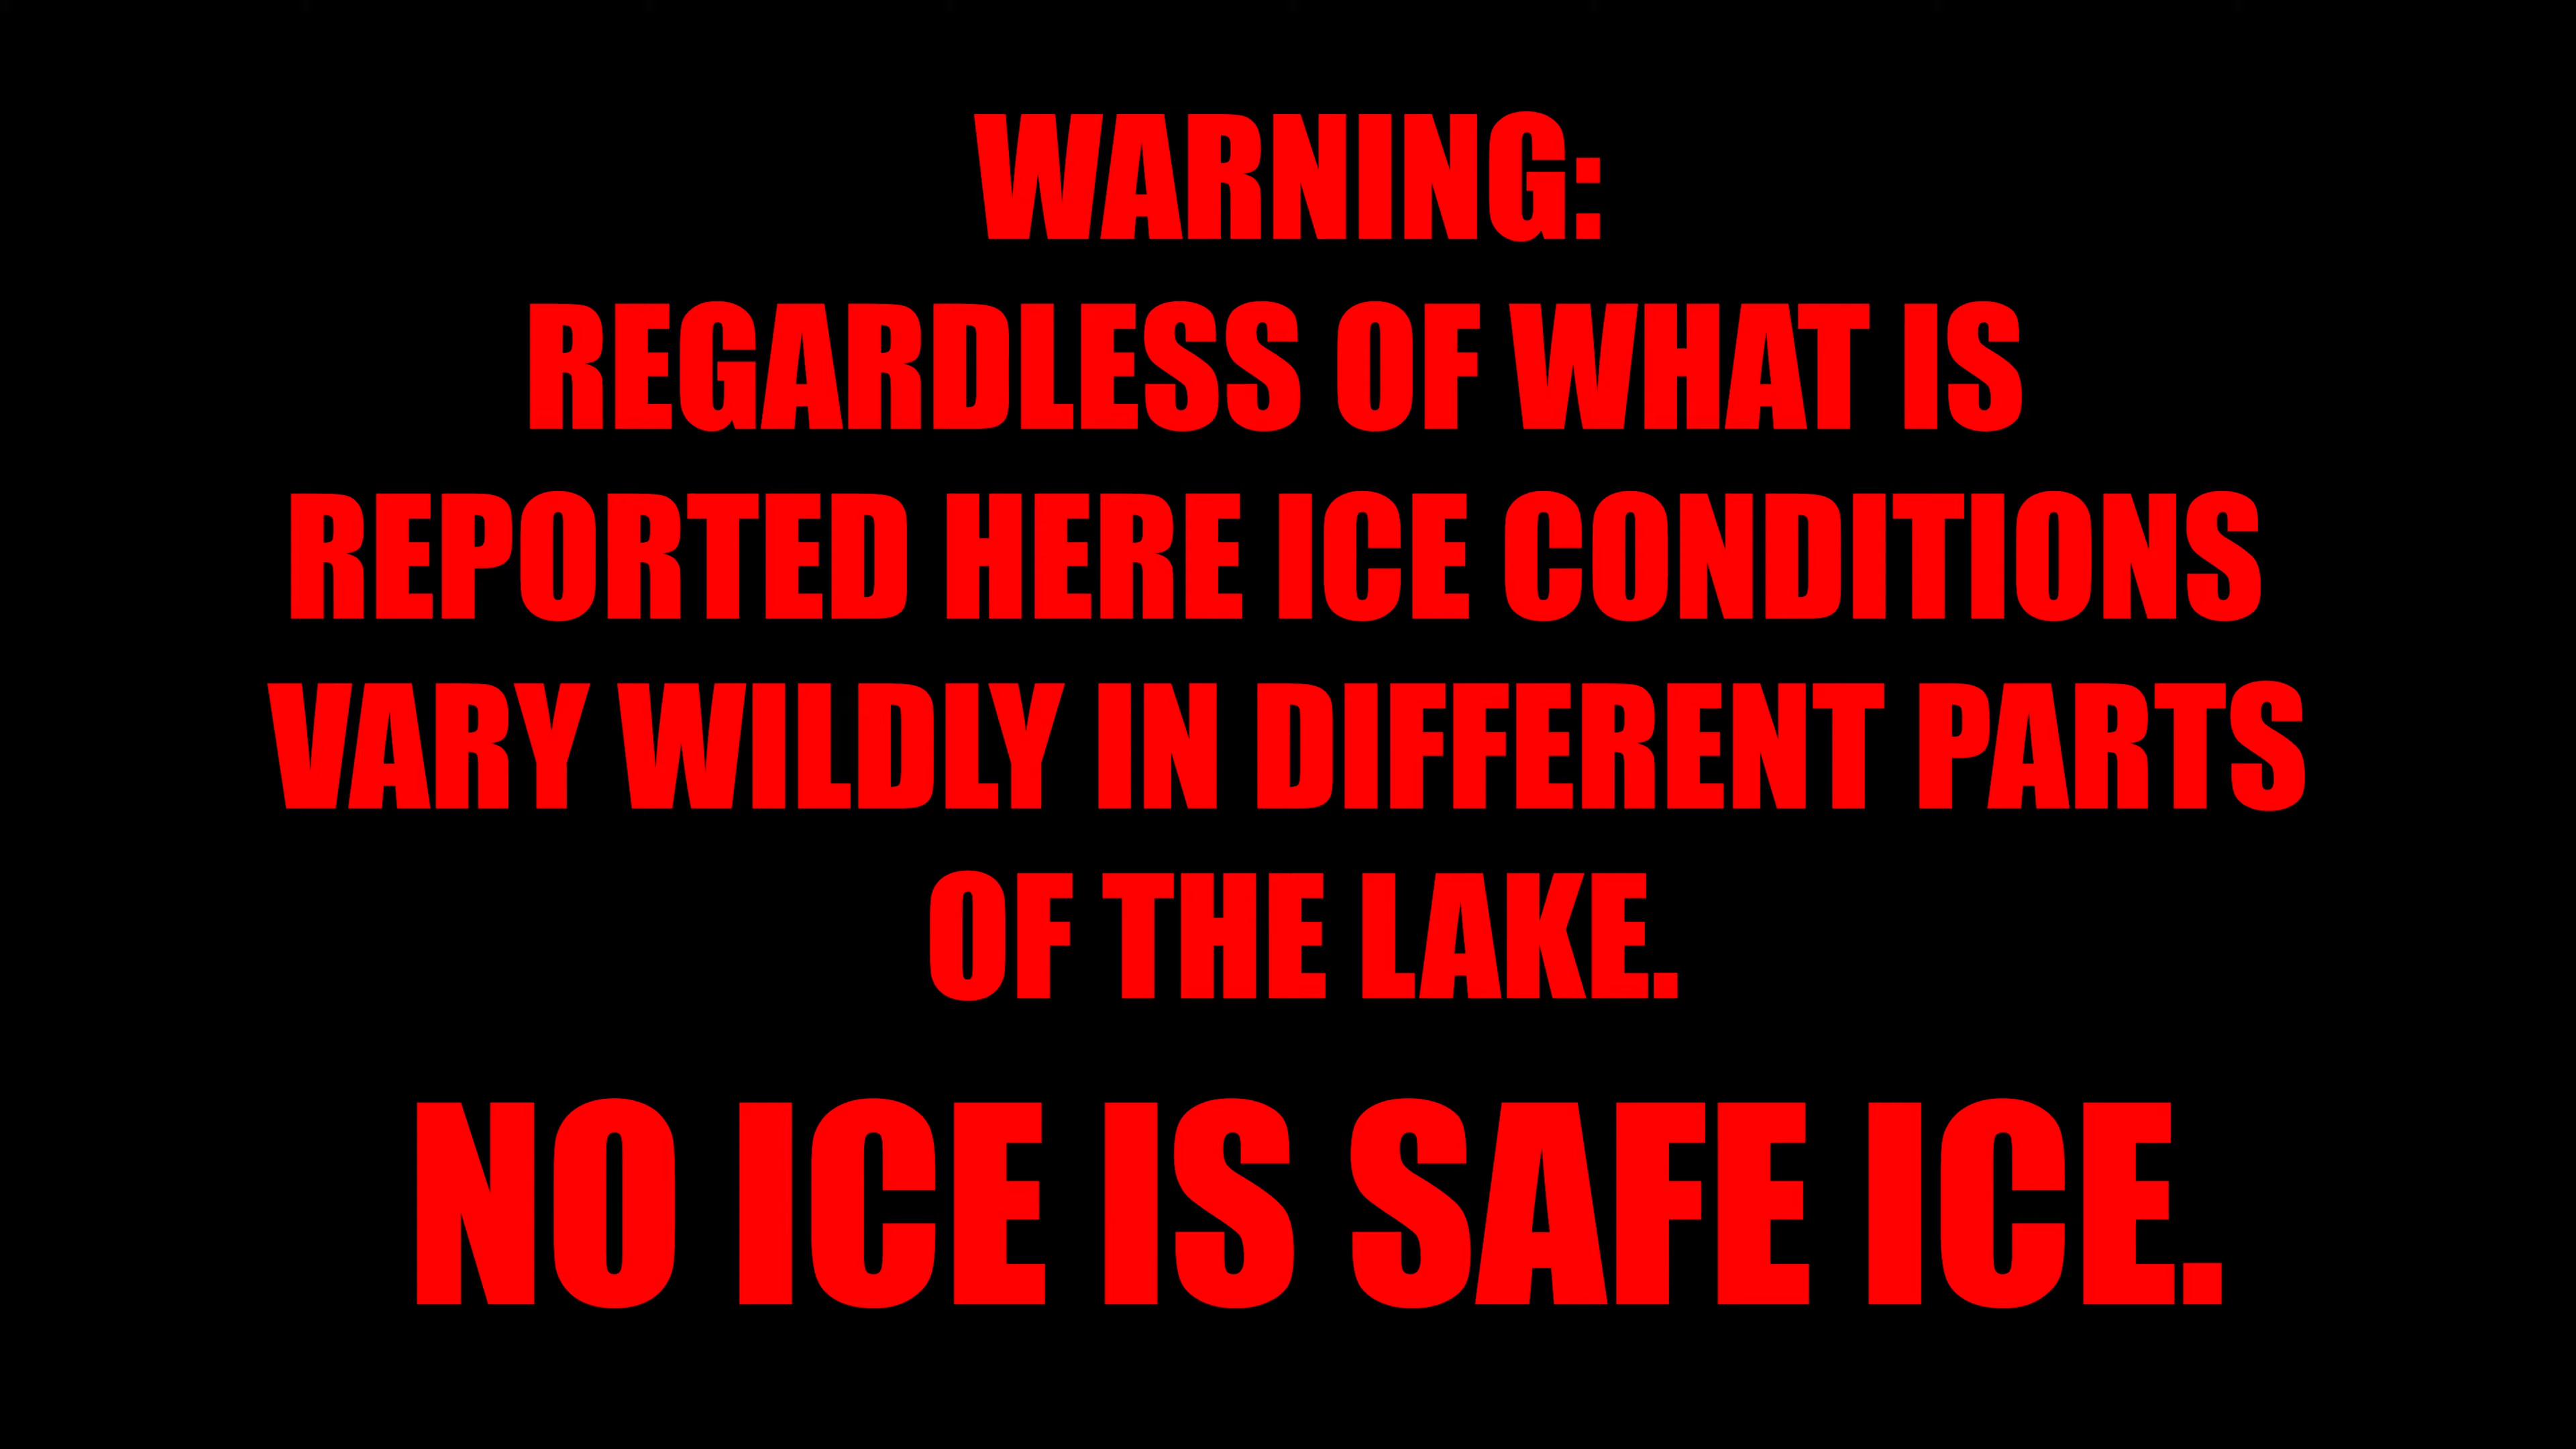 WARNING:
REGARDLESS OF WHAT IS
REPORTED HERE ICE CONDITIONS
VARY WILDLY IN DIFFERENT PARTS
OF THE LAKE.
NO ICE IS SAFE ICE.